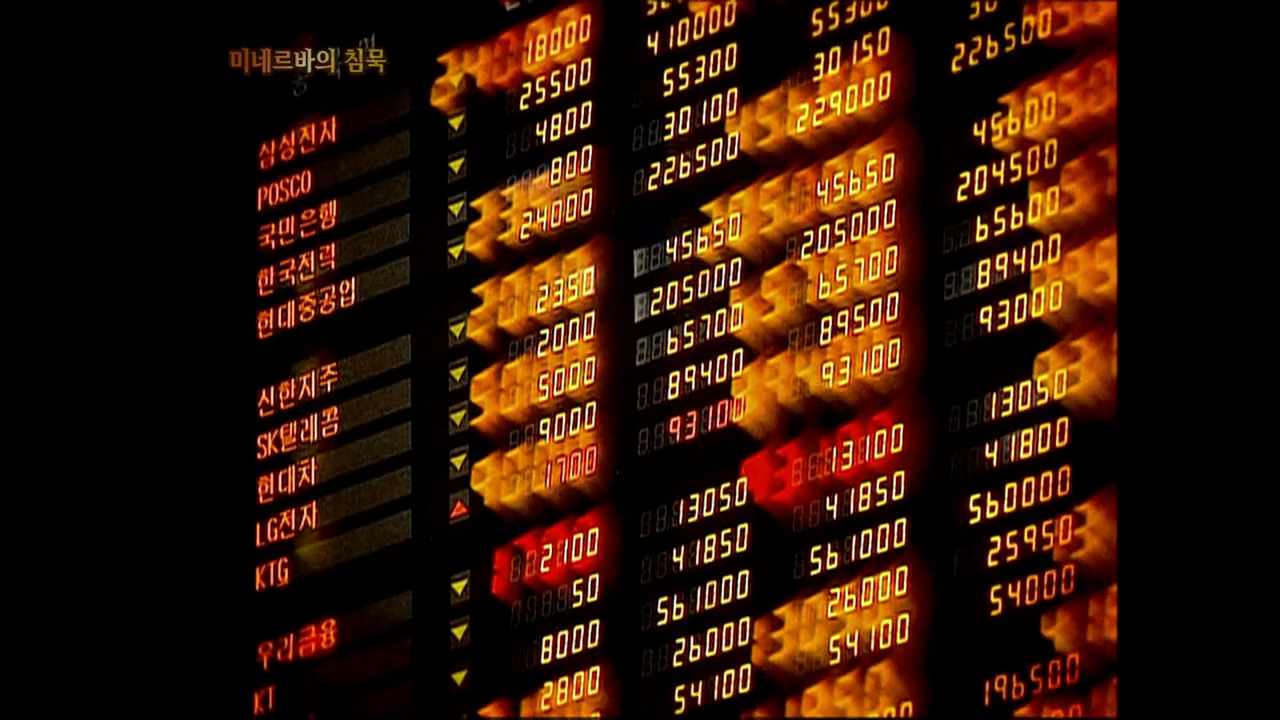 미네르바의 침묵
18000 410000 55300
삼성전자 25500 55300 30150 226500
POSCO 4800 30100 229000
국민은행 800 226500 45600
한국전력 24000 45650 204500
현대중공업 45650 205000 65600
2350 205000 65700 89400
신한지주 2000 65700 89500 93000
SK텔레콤 5000 89400 93100
현대차 9000 93100 13050
LG전자 1700 13100 41800
KTG 13050 41850 560000
2100 41850 561000 25950
우리금융 50 561000 26000 54000
KT 8000 26000 54100
2800 54100 196500